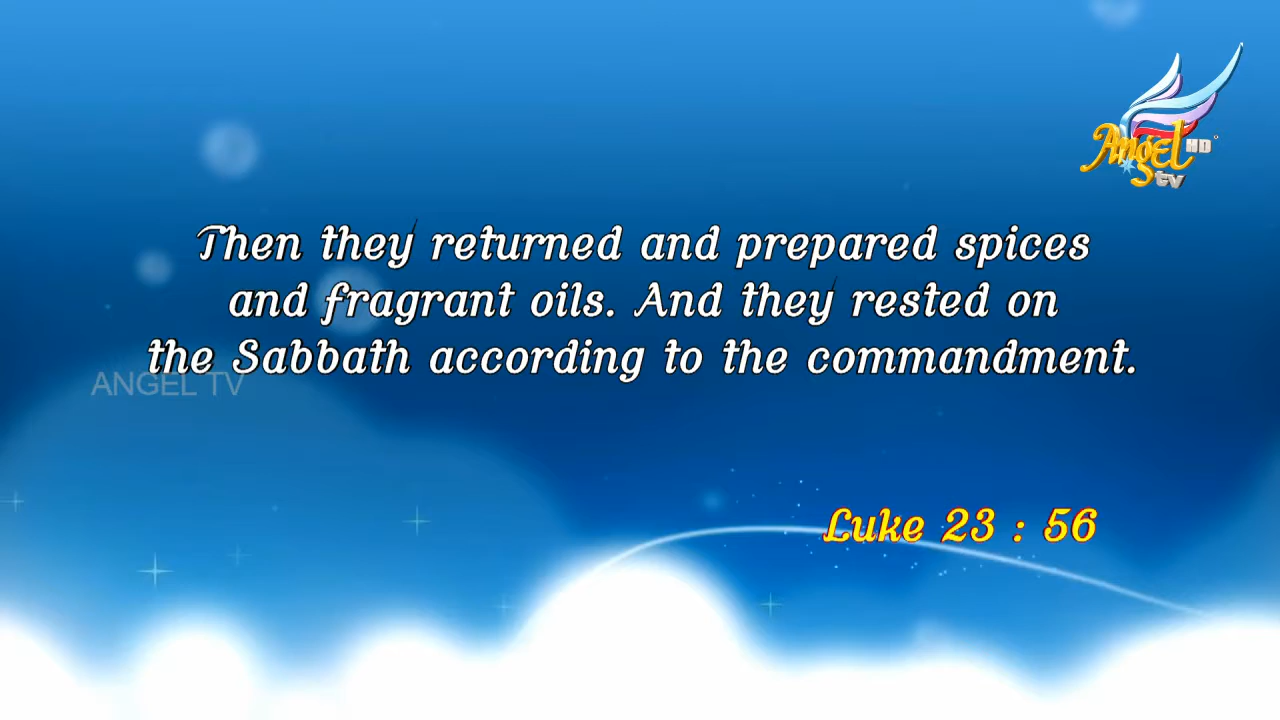 Angel HD
tv
Then they returned and prepared spices
and fragrant oils. And they rested on
the Sabbath according to the commandment.
ANGEL TV
Luke 23 : 56